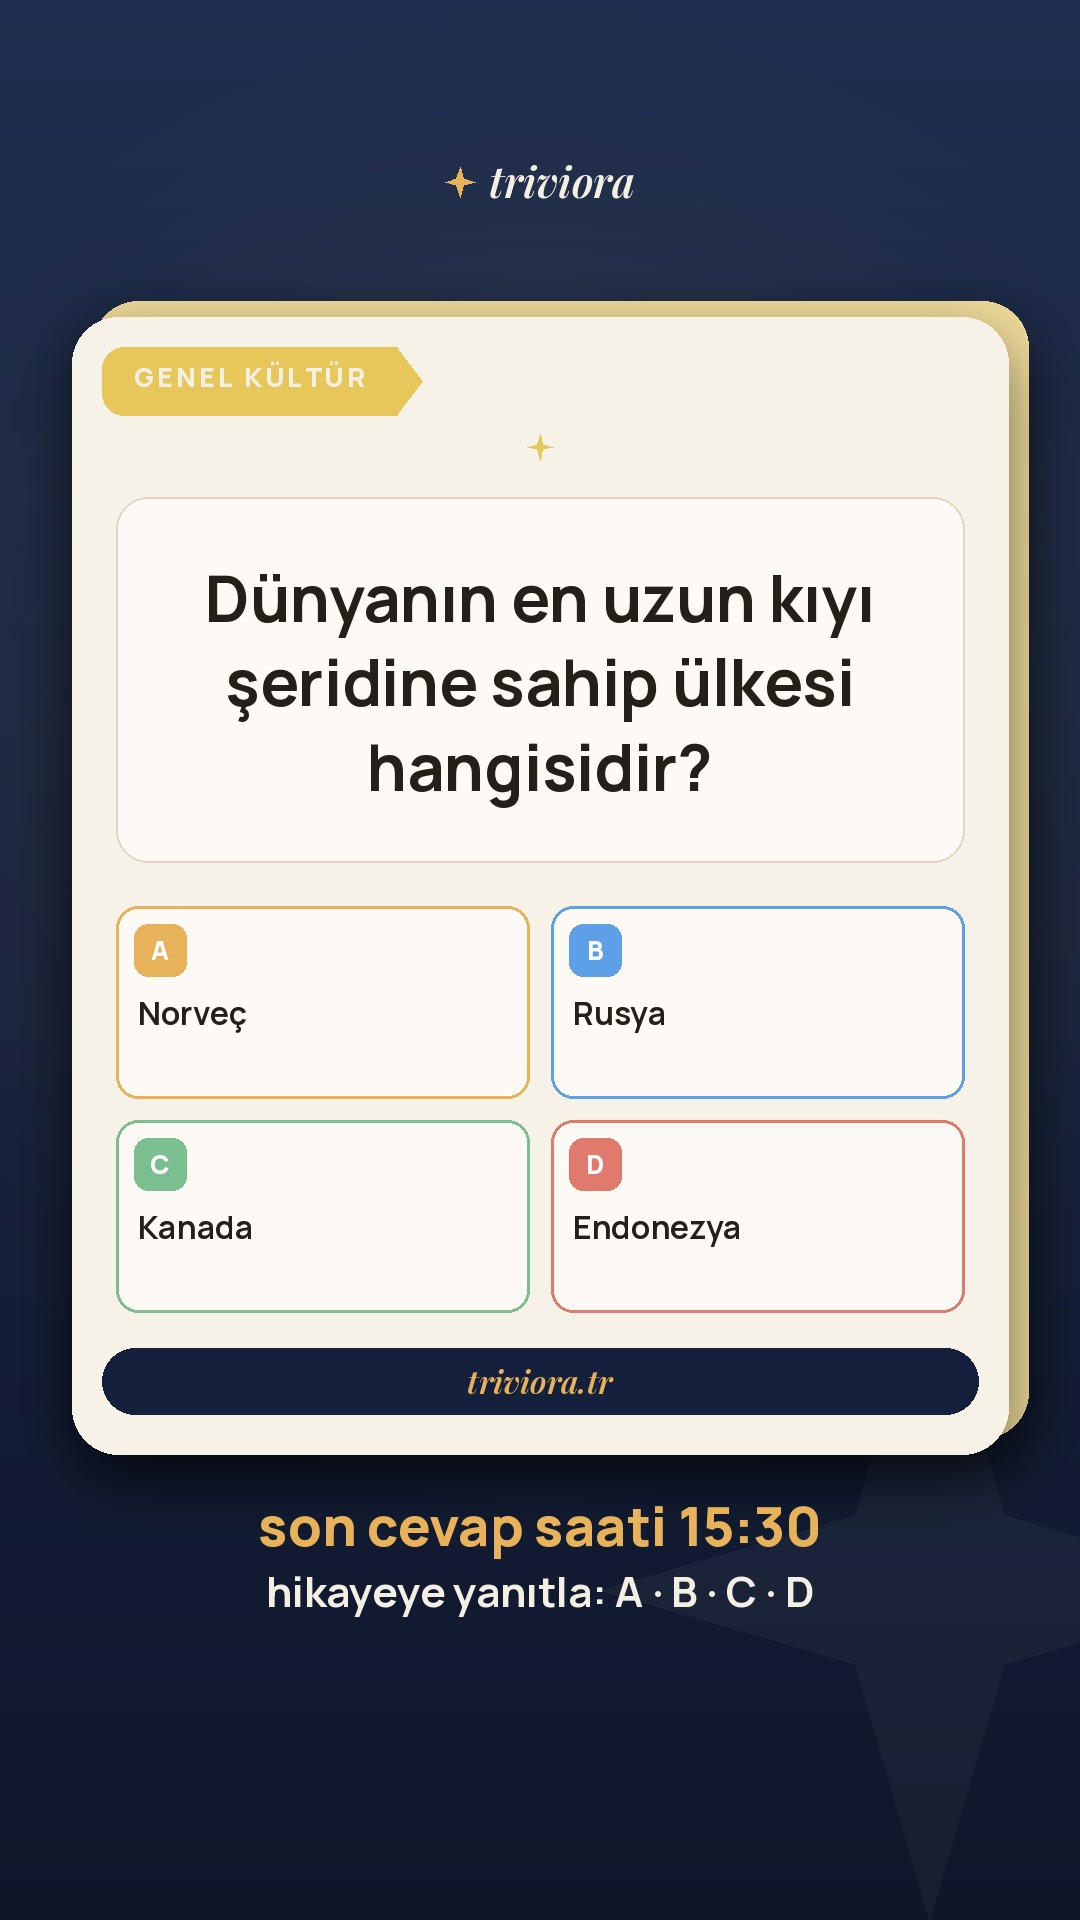 triviora
GENEL KÜLTÜR
Dünyanın en uzun kıyı
şeridine sahip ülkesi
hangisidir?
A
Norveç
B
Rusya
C
Kanada
D
Endonezya
triviora.tr
son cevap saati 15:30
hikayeye yanıtla: A · B · C · D